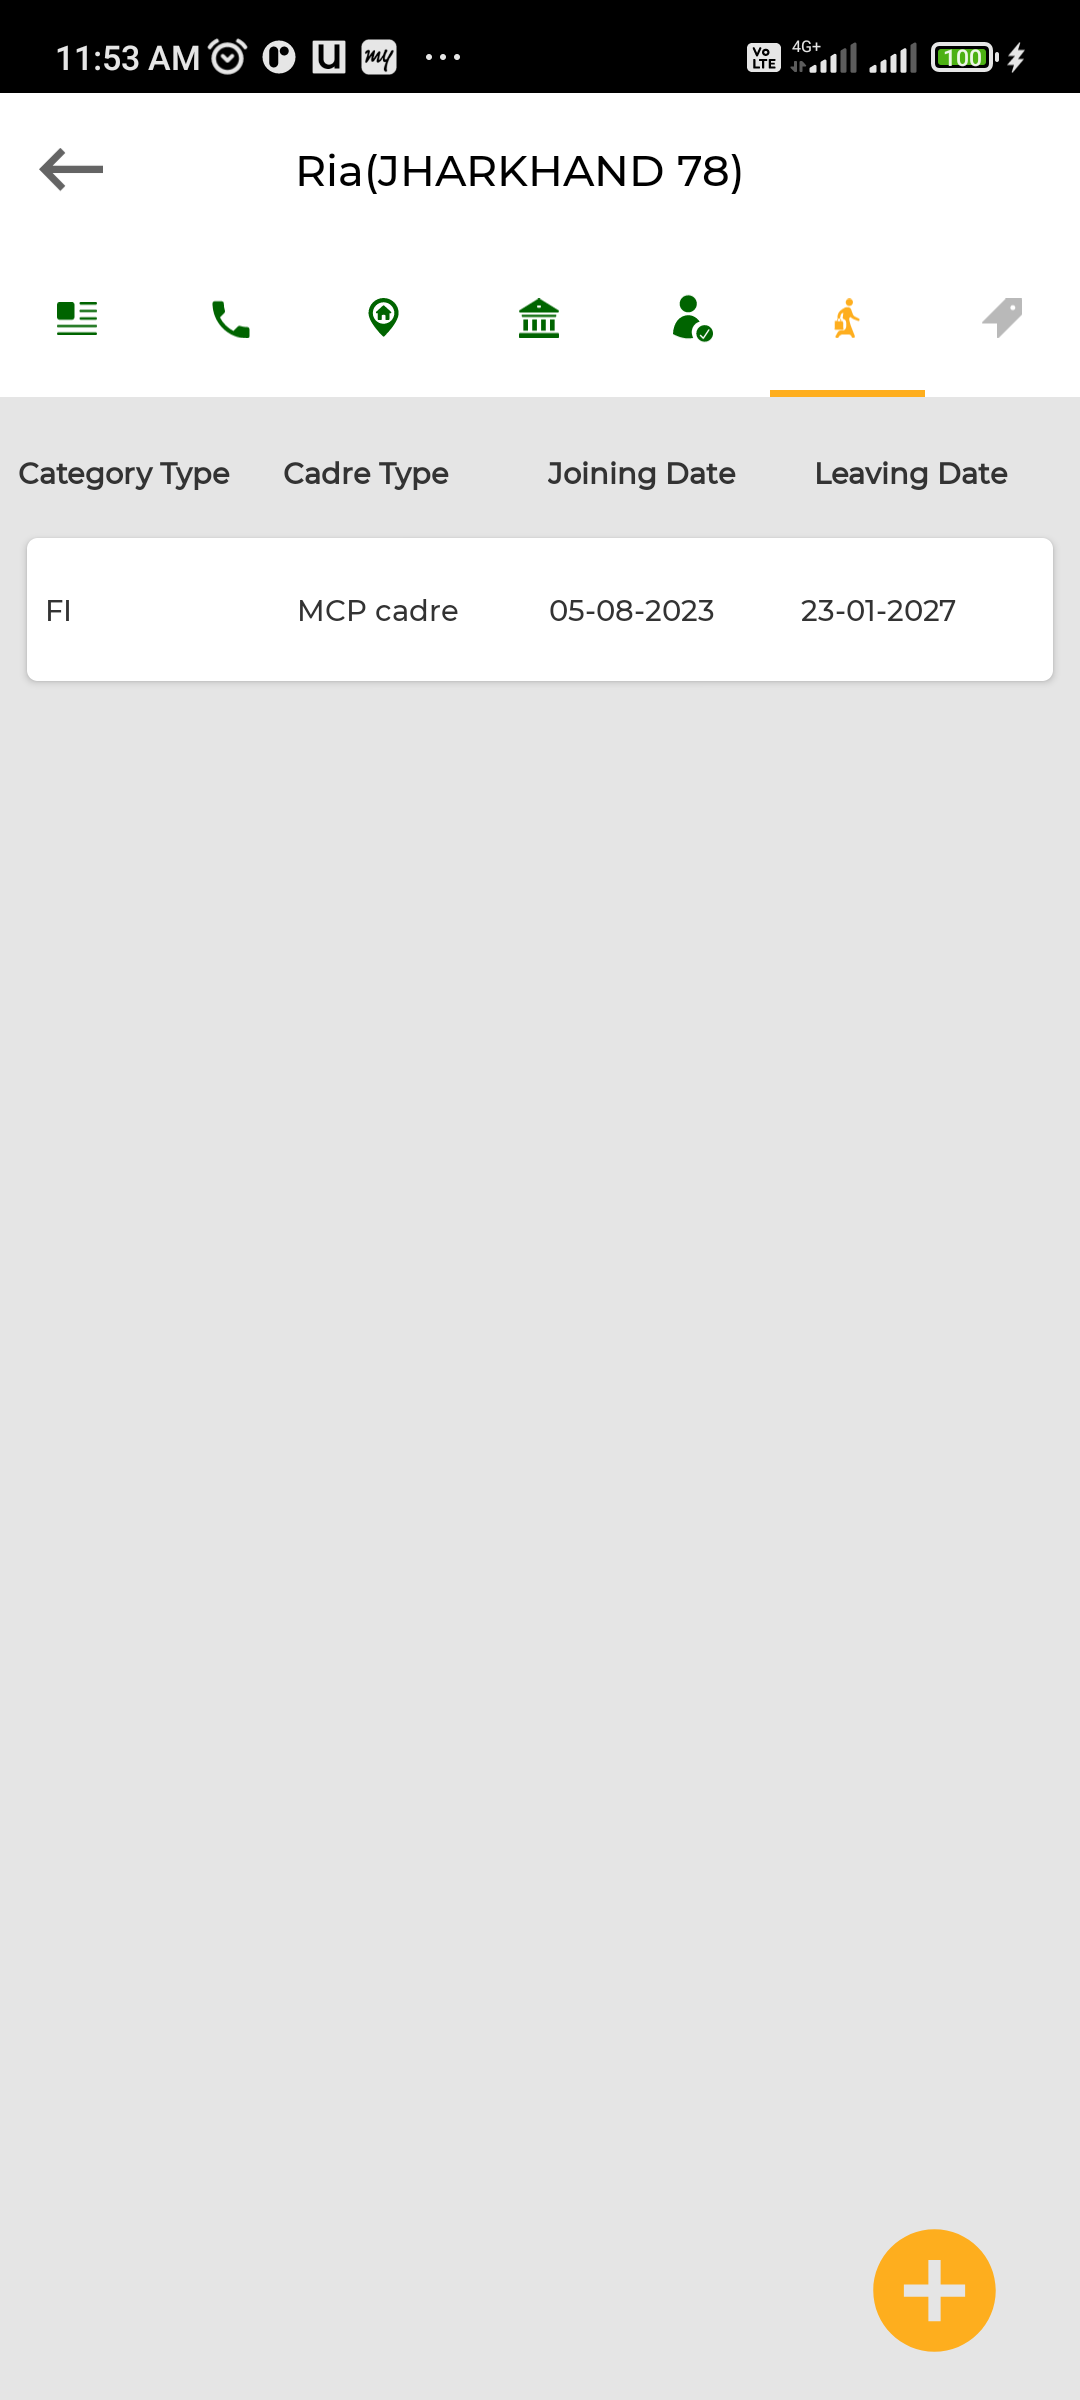 11:53 AM U my ... Vo LTE 4G+ 100
Ria(JHARKHAND 78)
Category Type Cadre Type Joining Date Leaving Date
FI MCP cadre 05-08-2023 23-01-2027